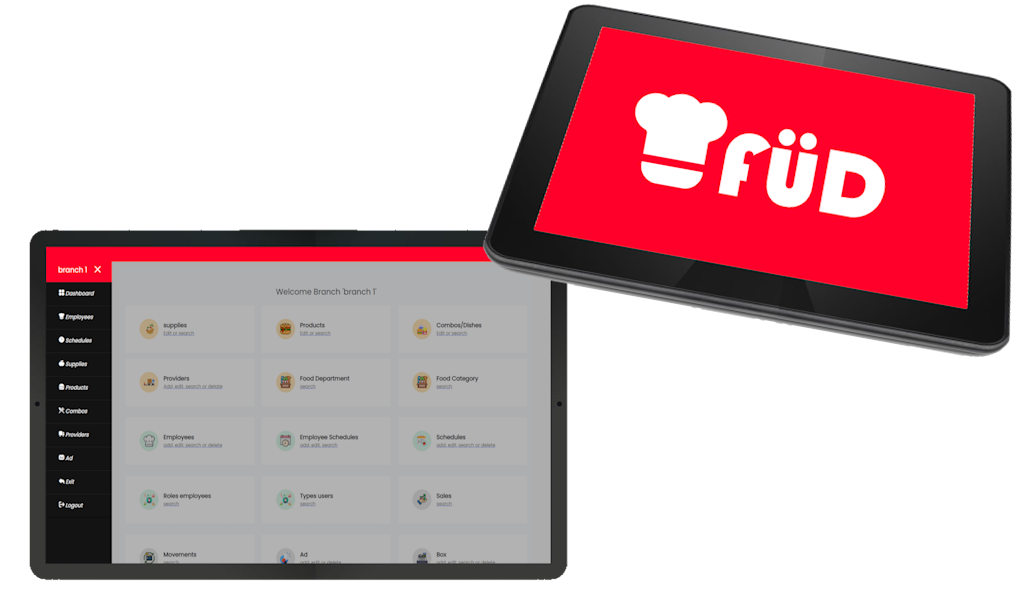 fÜD
branch 1 X
Dashboard
Employees
Schedules
Supplies
Products
Combos
Providers
Ad
Exit
Logout
Welcome Branch 'branch 1'
supplies
Edit or search
Products
Edit or search
Combos/Dishes
Edit or search
Providers
Add, edit, search or delete
Food Department
search
Food Category
search
Employees
add, edit, search or delete
Employee Schedules
add, edit, search
Schedules
add, edit, search or delete
Roles employees
search
Types users
search
Sales
search
Movements
search
Ad
add, edit or delete
Box
add, edit, search or delete